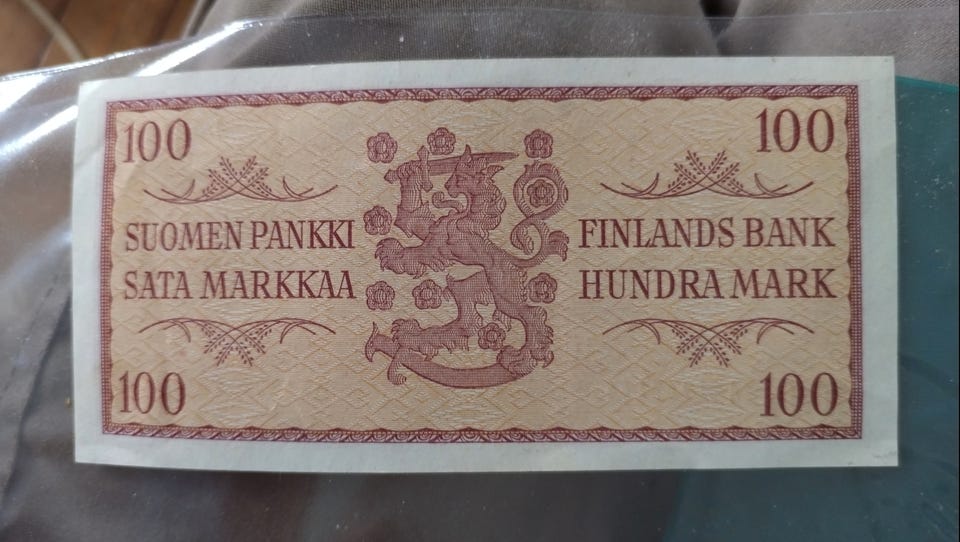 100 100
SUOMEN PANKKI FINLANDS BANK
SATA MARKKAA HUNDRA MARK
100 100